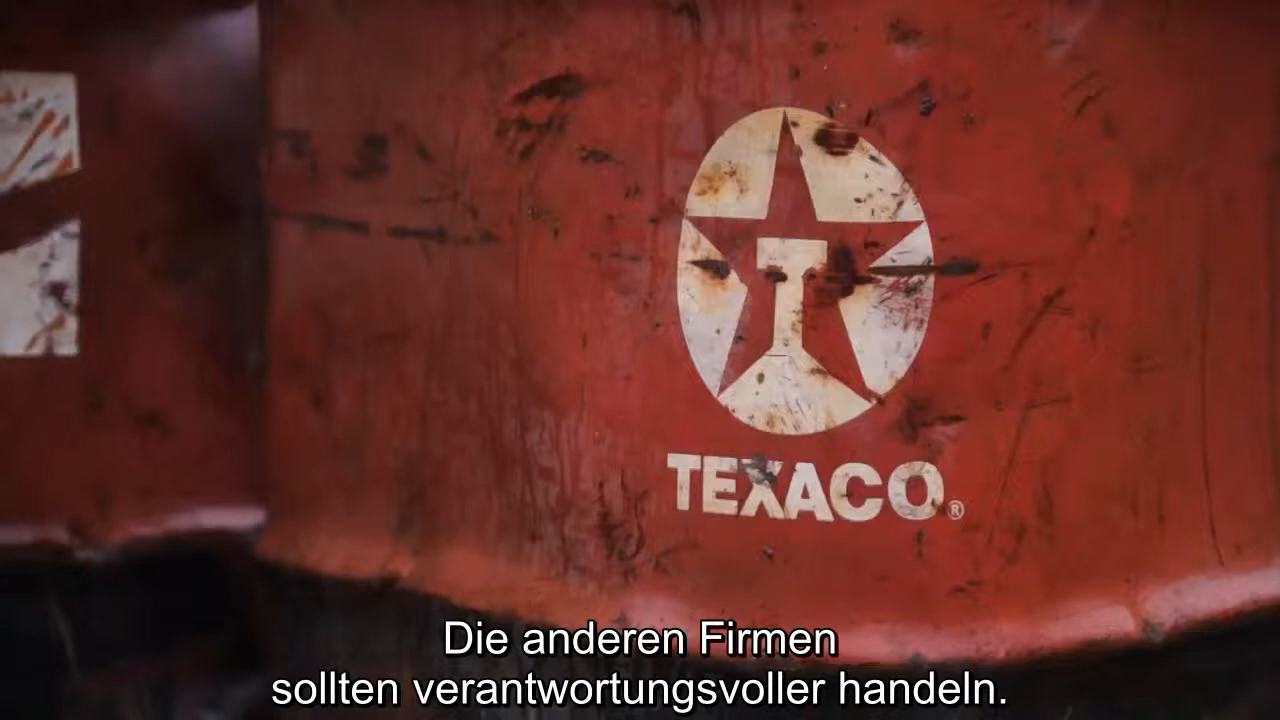 T
TEXACO®
Die anderen Firmen
sollten verantwortungsvoller handeln.